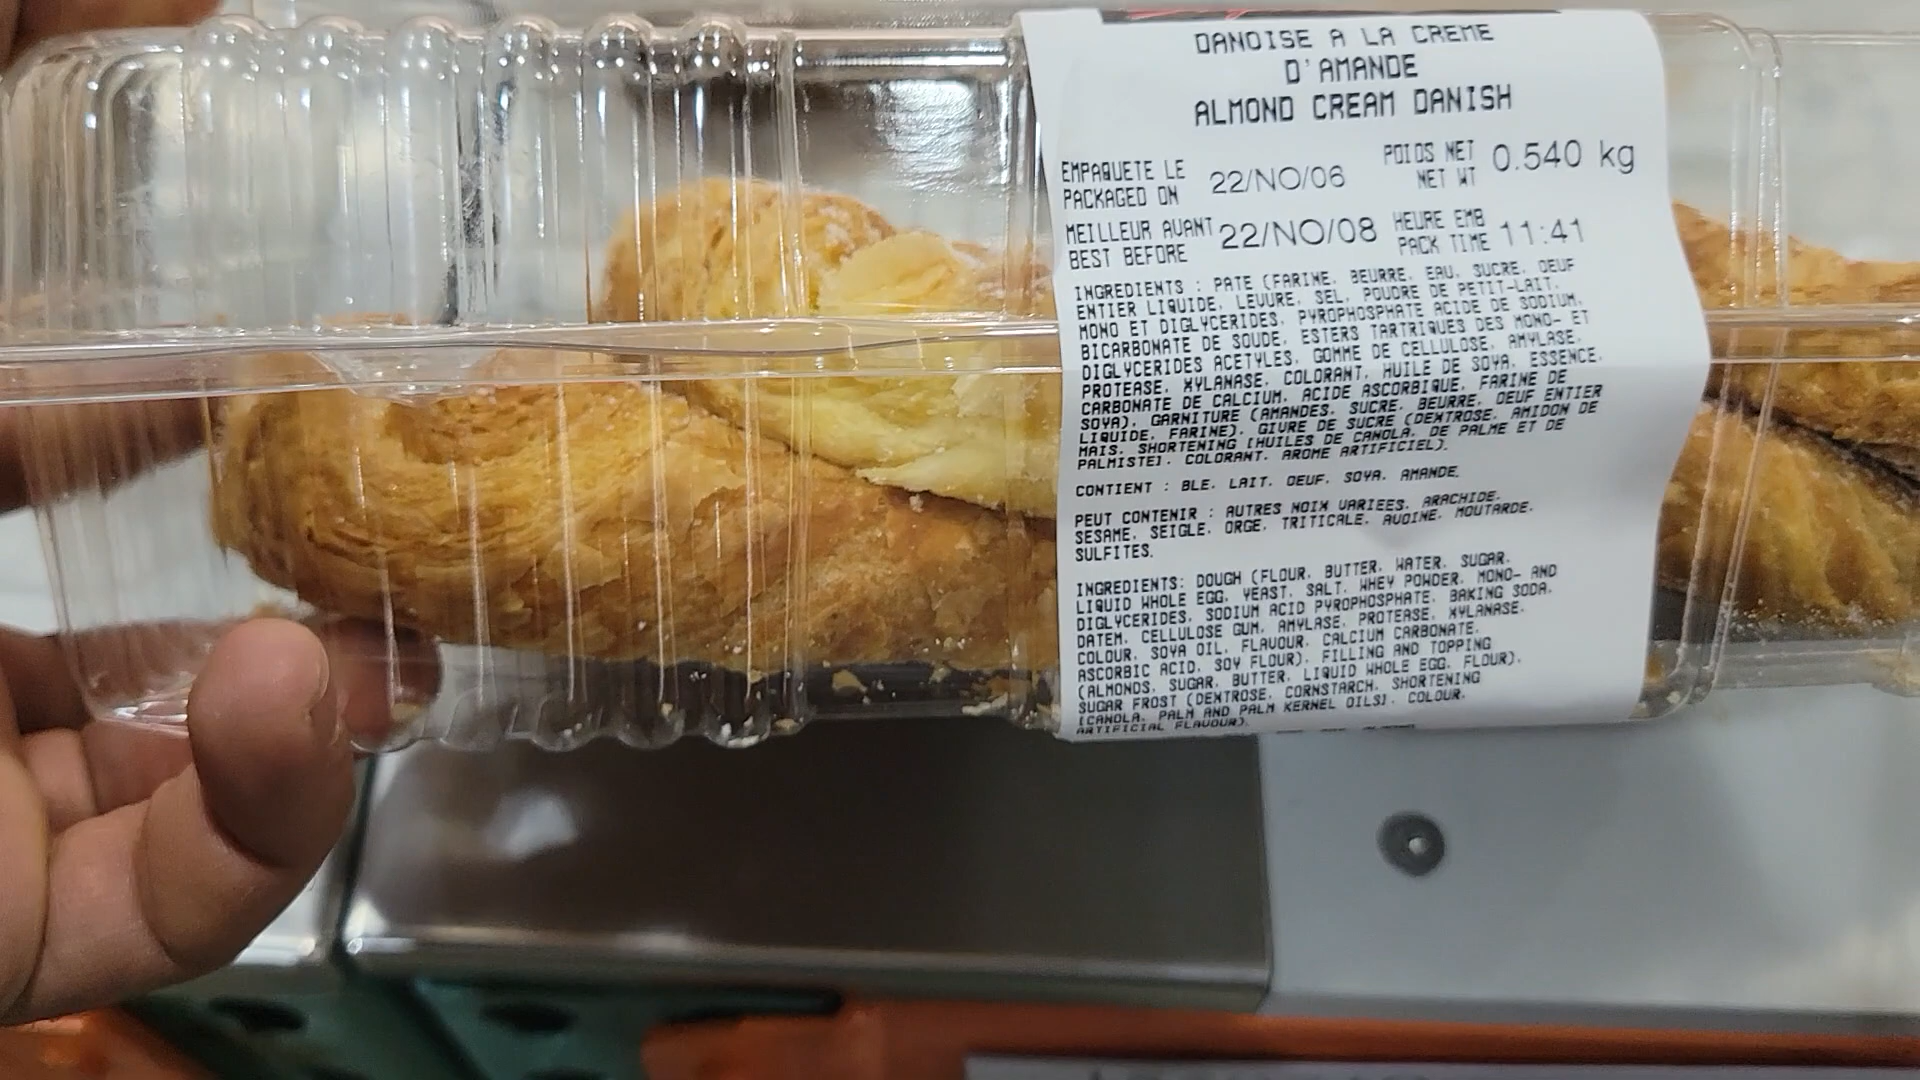 DANOISE A LA CREME
D'AMANDE
ALMOND CREAM DANISH
EMPAQUETE LE
PACKAGED ON
22/NO/06
POIDS NET
NET WT
0.540 kg
MEILLEUR AVANT
BEST BEFORE
22/NO/08
HEURE EMB
PACK TIME
11:41
INGREDIENTS : PATE (FARINE, BEURRE, EAU, SUCRE, OEUF
ENTIER LIQUIDE, LEVURE, SEL, POUDRE DE PETIT-LAIT,
MONO ET DIGLYCERIDES, PYROPHOSPHATE ACIDE DE SODIUM,
BICARBONATE DE SOUDE, ESTERS TARTRIQUES DES MONO- ET
DIGLYCERIDES ACETYLES, GOMME DE CELLULOSE, AMYLASE,
PROTEASE, XYLANASE, COLORANT, HUILE DE SOYA, ESSENCE,
CARBONATE DE CALCIUM, ACIDE ASCORBIQUE, FARINE DE
SOYA), GARNITURE (AMANDES, SUCRE, BEURRE, OEUF ENTIER
LIQUIDE, FARINE), GIVRE DE SUCRE (DEXTROSE, AMIDON DE
MAIS, SHORTENING [HUILES DE CANOLA, DE PALME ET DE
PALMISTE], COLORANT, AROME ARTIFICIEL).
CONTIENT : BLE, LAIT, OEUF, SOYA, AMANDE.
PEUT CONTENIR : AUTRES NOIX VARIEES, ARACHIDE,
SESAME, SEIGLE, ORGE, TRITICALE, AVOINE, MOUTARDE,
SULFITES.
INGREDIENTS: DOUGH (FLOUR, BUTTER, WATER, SUGAR,
LIQUID WHOLE EGG, YEAST, SALT, WHEY POWDER, MONO- AND
DIGLYCERIDES, SODIUM ACID PYROPHOSPHATE, BAKING SODA,
DATEM, CELLULOSE GUM, AMYLASE, PROTEASE, XYLANASE,
COLOUR, SOYA OIL, FLAVOUR, CALCIUM CARBONATE,
ASCORBIC ACID, SOY FLOUR), FILLING AND TOPPING
(ALMONDS, SUGAR, BUTTER, LIQUID WHOLE EGG, FLOUR),
SUGAR FROST (DEXTROSE, CORNSTARCH, SHORTENING
[CANOLA, PALM AND PALM KERNEL OILS], COLOUR,
ARTIFICIAL FLAVOUR).